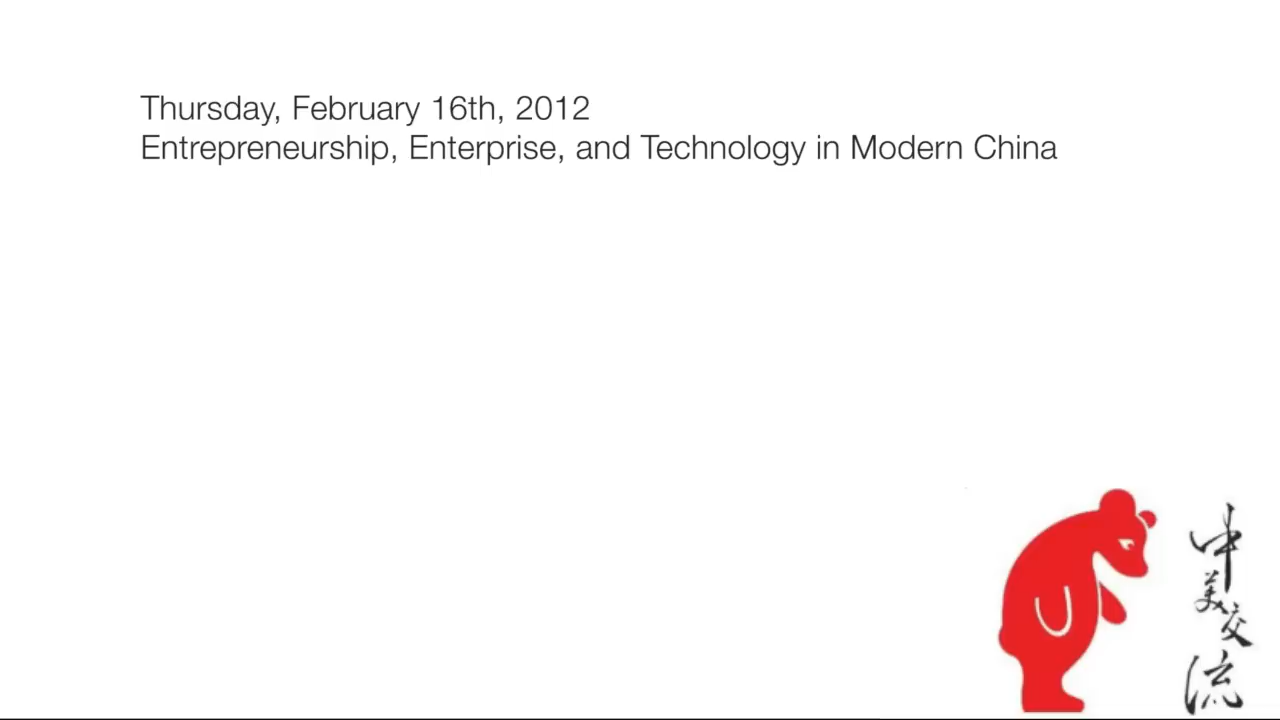 Thursday, February 16th, 2012
Entrepreneurship, Enterprise, and Technology in Modern China
中美交流